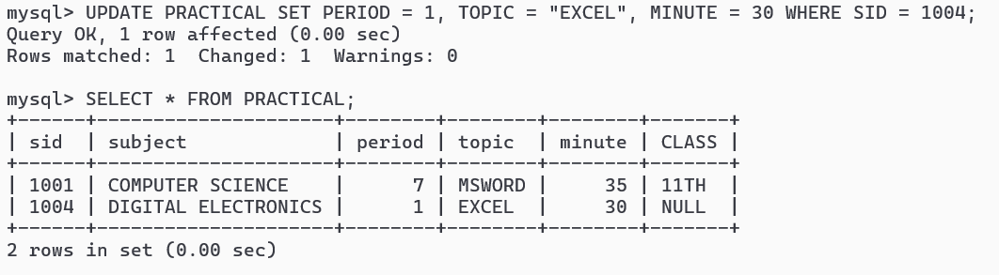 mysql> UPDATE PRACTICAL SET PERIOD = 1, TOPIC = "EXCEL", MINUTE = 30 WHERE SID = 1004;
Query OK, 1 row affected (0.00 sec)
Rows matched: 1  Changed: 1  Warnings: 0

mysql> SELECT * FROM PRACTICAL;
+------+---------------------+--------+--------+--------+-------+
| sid  | subject             | period | topic  | minute | CLASS |
+------+---------------------+--------+--------+--------+-------+
| 1001 | COMPUTER SCIENCE    |      7 | MSWORD |     35 | 11TH  |
| 1004 | DIGITAL ELECTRONICS |      1 | EXCEL  |     30 | NULL  |
+------+---------------------+--------+--------+--------+-------+
2 rows in set (0.00 sec)